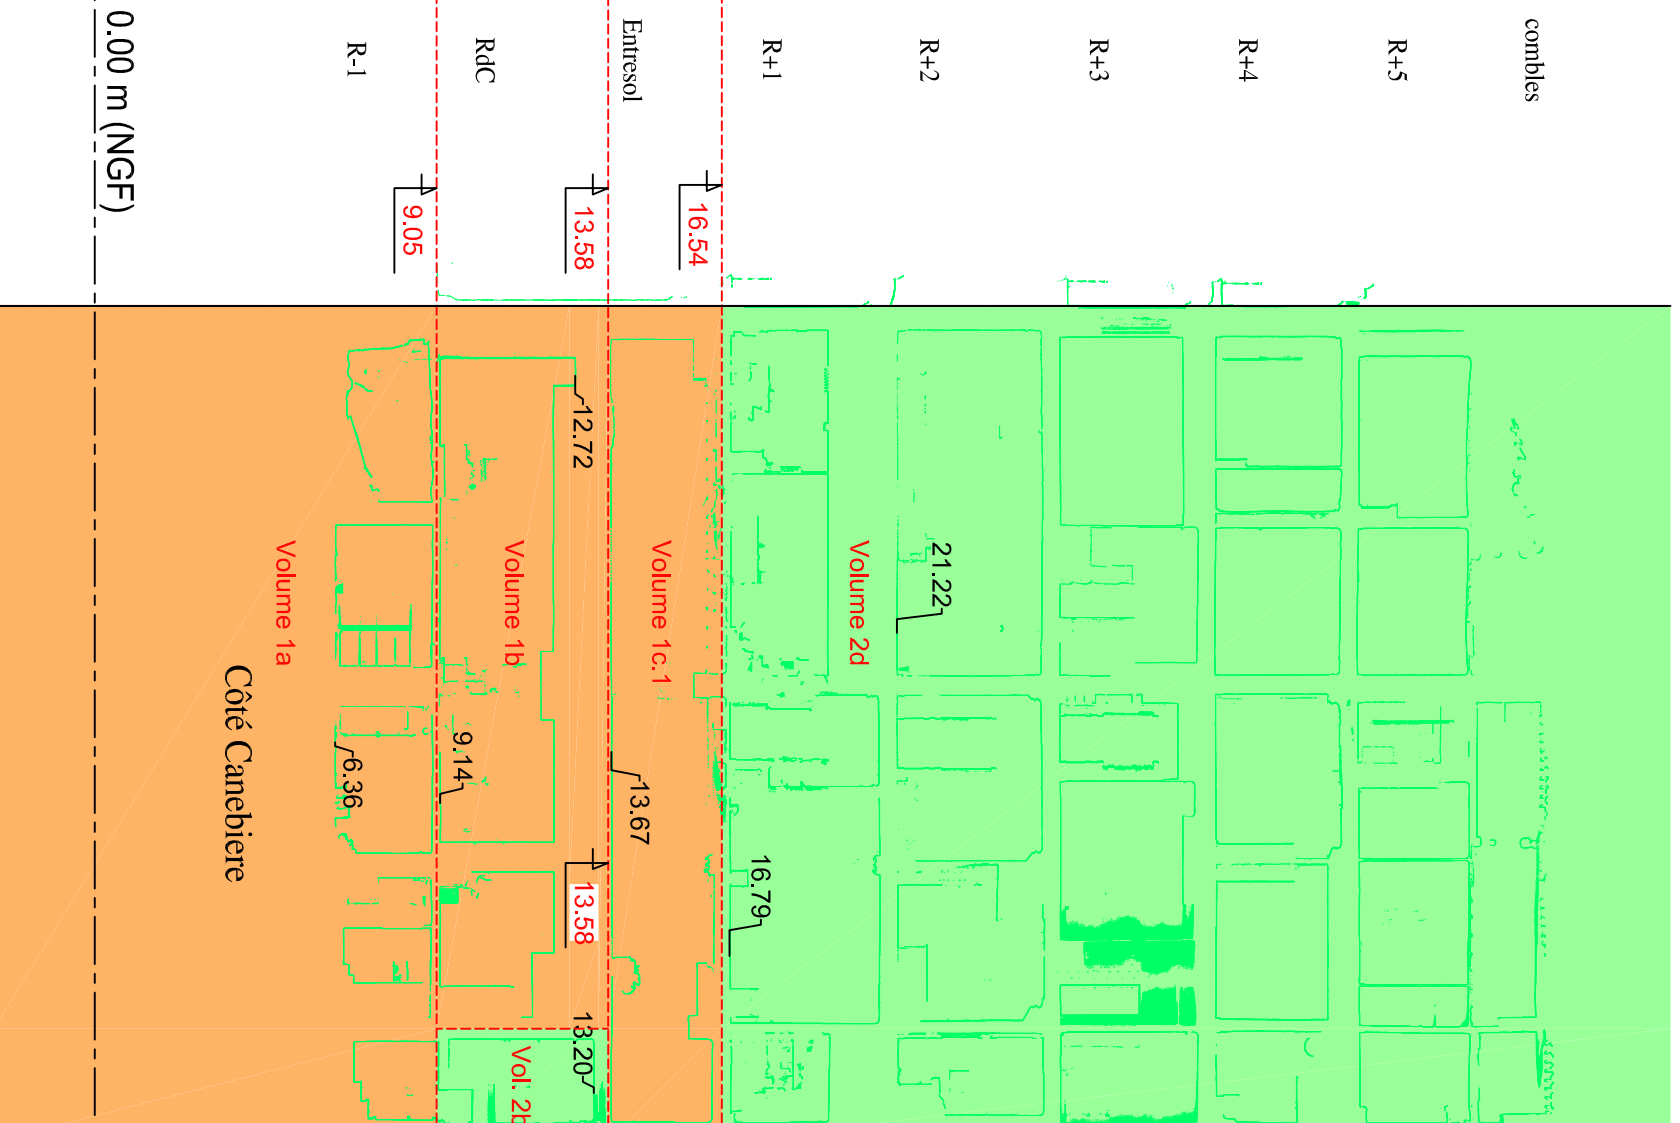 combles
R+5
R+4
R+3
R+2
R+1
Entresol
RdC
R-1
0.00 m (NGF)
16.54
13.58
9.05
12.72
21.22
Volume 2d
Volume 1c.1
Volume 1b
Volume 1a
Côté Canebiere
9.14
6.36
13.67
16.79
13.58
13.20
Vol. 2b